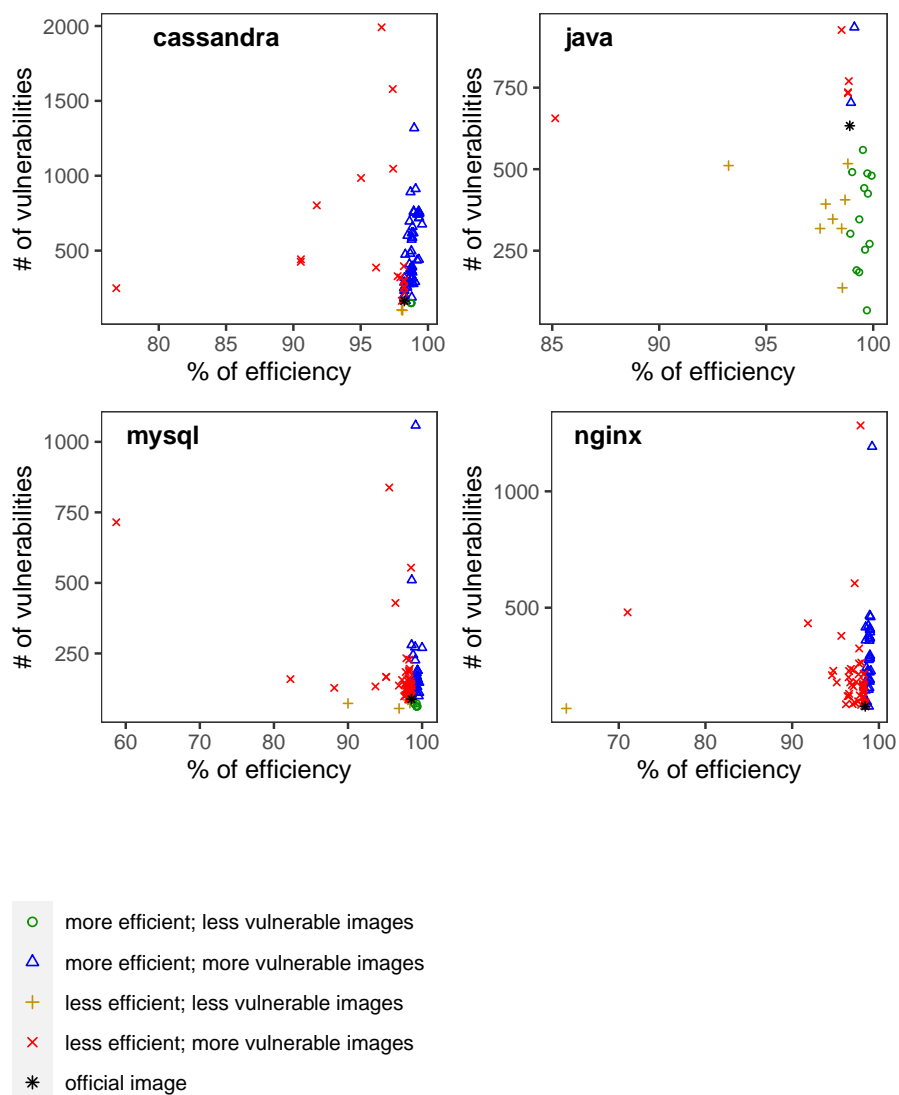 cassandra
# of vulnerabilities
2000
1500
1000
500
80 85 90 95 100
% of efficiency
java
# of vulnerabilities
750
500
250
85 90 95 100
% of efficiency
mysql
# of vulnerabilities
1000
750
500
250
60 70 80 90 100
% of efficiency
nginx
# of vulnerabilities
1000
500
70 80 90 100
% of efficiency
more efficient; less vulnerable images
more efficient; more vulnerable images
less efficient; less vulnerable images
less efficient; more vulnerable images
official image